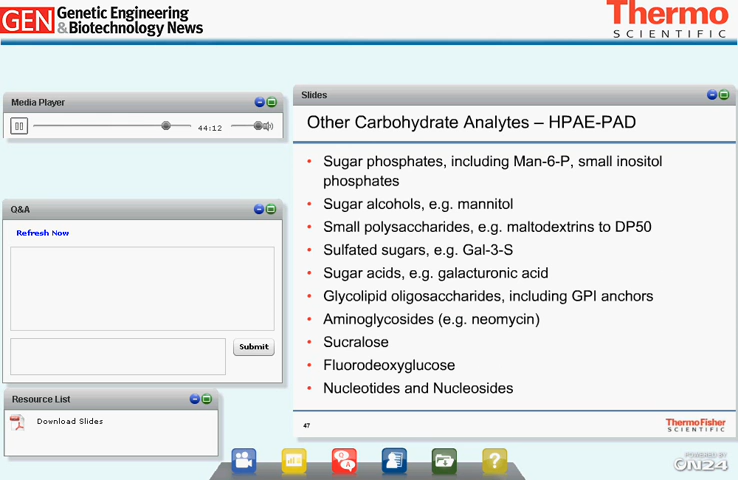 GEN Genetic Engineering
& Biotechnology News
Thermo
SCIENTIFIC
Media Player
44:12
Q&A
Refresh Now
Submit
Resource List
Download Slides
Slides
Other Carbohydrate Analytes – HPAE-PAD
• Sugar phosphates, including Man-6-P, small inositol
phosphates
• Sugar alcohols, e.g. mannitol
• Small polysaccharides, e.g. maltodextrins to DP50
• Sulfated sugars, e.g. Gal-3-S
• Sugar acids, e.g. galacturonic acid
• Glycolipid oligosaccharides, including GPI anchors
• Aminoglycosides (e.g. neomycin)
• Sucralose
• Fluorodeoxyglucose
• Nucleotides and Nucleosides
47
ThermoFisher
SCIENTIFIC
Q
A
?
POWERED BY
ON24